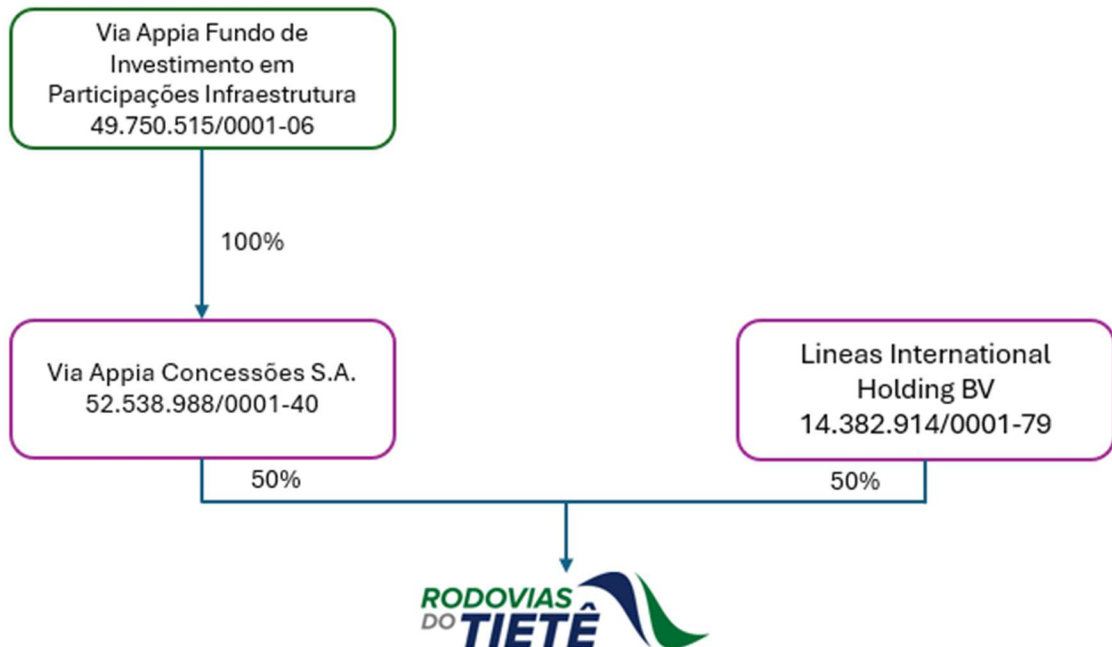 Via Appia Fundo de
Investimento em
Participações Infraestrutura
49.750.515/0001-06
100%
Via Appia Concessões S.A.
52.538.988/0001-40
Lineas International
Holding BV
14.382.914/0001-79
50%
50%
RODOVIAS
DO TIETÊ